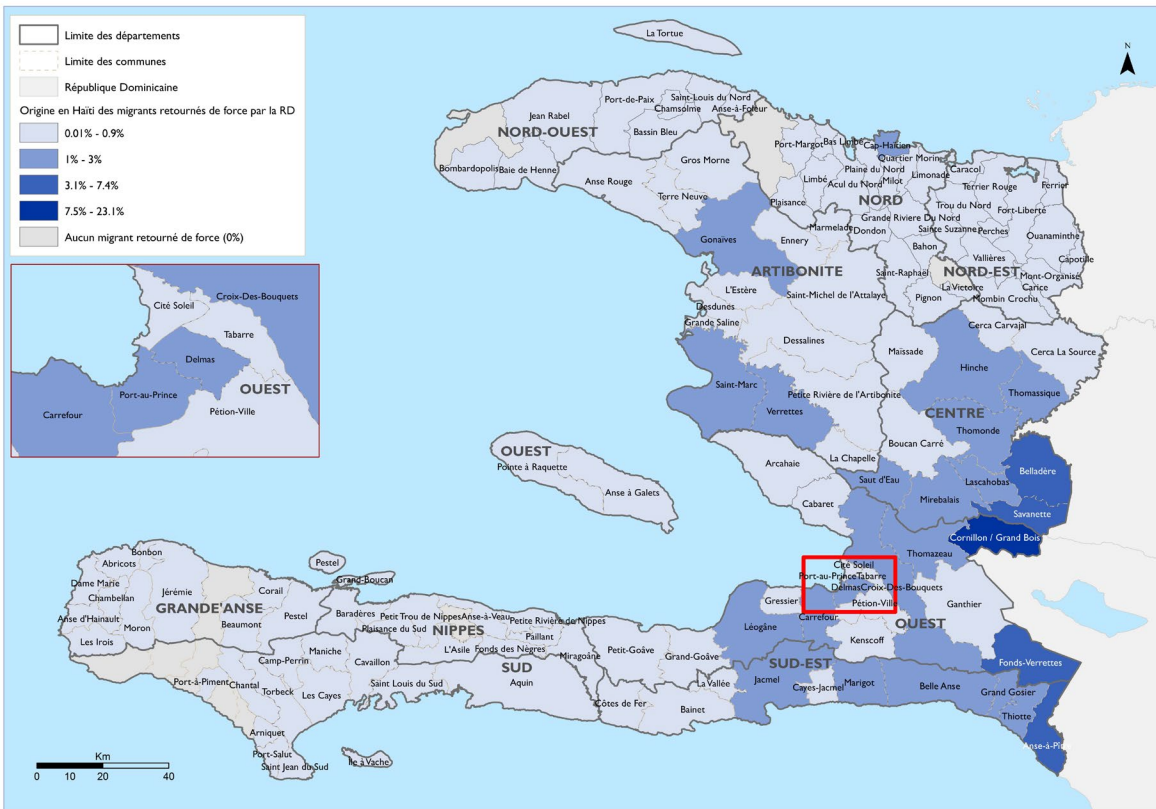 Limite des départements
Limite des communes
République Dominicaine
Origine en Haïti des migrants retournés de force par la RD
0.01% - 0.9%
1% - 3%
3.1% - 7.4%
7.5% - 23.1%
Aucun migrant retourné de force (0%)
N
La Tortue
Port-de-Paix
Saint-Louis du Nord
Chamsolme
Anse-à-Foleur
Jean Rabel
NORD-OUEST
Bassin Bleu
Bombardopolis
Baie de Henne
Anse Rouge
Gros Morne
Terre Neuve
Port-Margot
Bas Limbé
Cap-Haïtien
Quartier Morin
Plaine du Nord
Limonade
Caracol
Limbé
Acul du Nord
Milot
Terrier Rouge
Ferrier
Plaisance
NORD
Trou du Nord
Fort-Liberté
Grande Riviere Du Nord
Sainte Suzanne
Perches
Ouanaminthe
Marmelade
Dondon
Bahon
Vallières
Capotille
Gonaïves
Ennery
ARTIBONITE
Saint-Raphaël
NORD-EST
Mont-Organisé
La Victoire
Carice
Pignon
Mombin Crochu
L'Estère
Saint-Michel de l'Attalaye
Desdunes
Grande Saline
Dessalines
Cerca Carvajal
Maïssade
Cerca La Source
Hinche
Saint-Marc
Petite Rivière de l'Artibonite
Thomassique
Verrettes
CENTRE
Thomonde
Boucan Carré
La Chapelle
Arcahaie
Saut d'Eau
Lascahobas
Belladère
Cabaret
Mirebalais
Savanette
Cornillon / Grand Bois
Thomazeau
OUEST
Pointe à Raquette
Anse à Galets
Cité Soleil
Port-au-Prince
Tabarre
Delmas
Croix-Des-Bouquets
Pétion-Ville
Gressier
Carrefour
Léogâne
Ganthier
OUEST
Kenscoff
Fonds-Verrettes
SUD-EST
Jacmel
Cayes-Jacmel
Marigot
Belle Anse
Grand Gosier
Thiotte
Anse-à-Pitr
Petit-Goâve
Grand-Goâve
La Vallée
Côtes de Fer
Bainet
Bonbon
Abricots
Dame Marie
Chambellan
Jérémie
GRANDE'ANSE
Anse d'Hainault
Moron
Les Irois
Beaumont
Corail
Pestel
Pestel
Grand-Boucan
Baradères
Petit Trou de Nippes
Anse-à-Veau
Plaisance du Sud
NIPPES
Petite Rivière de Nippes
Paillant
L'Asile
Fonds des Nègres
Miragoâne
SUD
Aquin
Maniche
Camp-Perrin
Cavaillon
Port-à-Piment
Chantal
Torbeck
Les Cayes
Saint Louis du Sud
Arniquet
Port-Salut
Saint Jean du Sud
Île à Vache
Croix-Des-Bouquets
Cité Soleil
Tabarre
Delmas
OUEST
Port-au-Prince
Pétion-Ville
Carrefour
Km
0 10 20 40